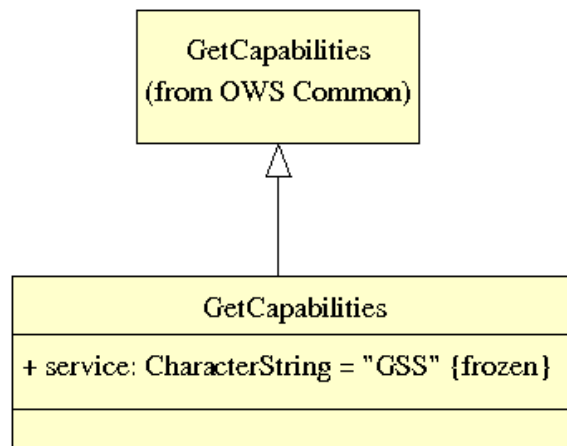 GetCapabilities
(from OWS Common)
GetCapabilities
+ service: CharacterString = "GSS" {frozen}